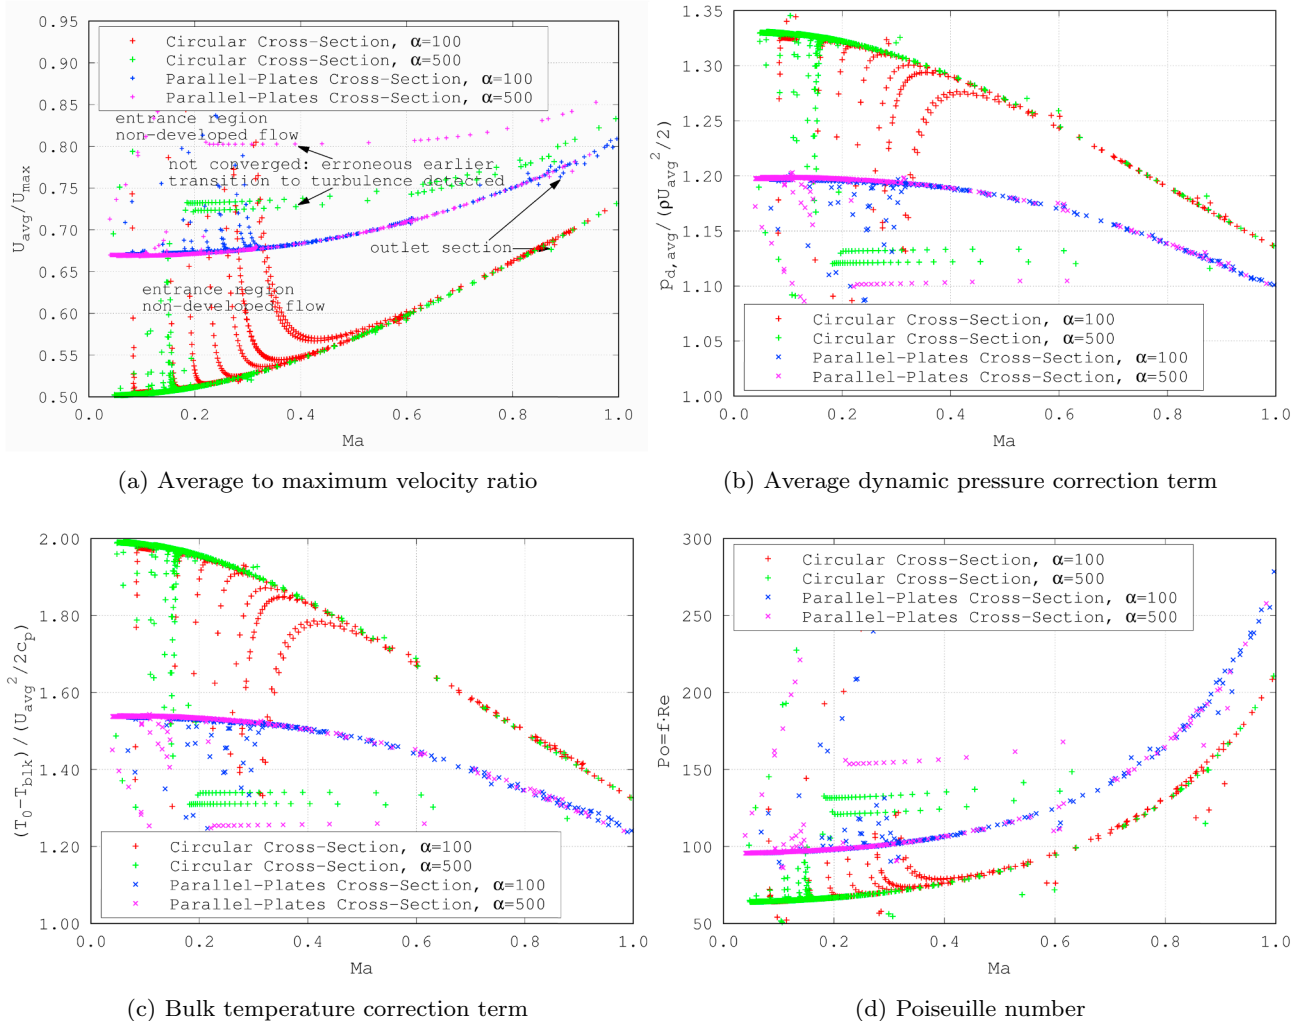 0.95
0.90
0.85
0.80
0.75
0.70
0.65
0.60
0.55
0.50
U_avg/U_max
Circular Cross-Section, α=100
Circular Cross-Section, α=500
Parallel-Plates Cross-Section, α=100
Parallel-Plates Cross-Section, α=500
entrance region
non-developed flow
not converged: erroneous earlier
transition to turbulence detected
outlet section
entrance region
non-developed flow
0.0 0.2 0.4 0.6 0.8 1.0
Ma
(a) Average to maximum velocity ratio
1.35
1.30
1.25
1.20
1.15
1.10
1.05
1.00
p_d,avg/(ρU_avg²/2)
Circular Cross-Section, α=100
Circular Cross-Section, α=500
Parallel-Plates Cross-Section, α=100
Parallel-Plates Cross-Section, α=500
0.0 0.2 0.4 0.6 0.8 1.0
Ma
(b) Average dynamic pressure correction term
2.00
1.80
1.60
1.40
1.20
1.00
(T_0-T_blk)/(U_avg²/2c_p)
Circular Cross-Section, α=100
Circular Cross-Section, α=500
Parallel-Plates Cross-Section, α=100
Parallel-Plates Cross-Section, α=500
0.0 0.2 0.4 0.6 0.8 1.0
Ma
(c) Bulk temperature correction term
300
250
200
150
100
50
Po=f·Re
Circular Cross-Section, α=100
Circular Cross-Section, α=500
Parallel-Plates Cross-Section, α=100
Parallel-Plates Cross-Section, α=500
0.0 0.2 0.4 0.6 0.8 1.0
Ma
(d) Poiseuille number